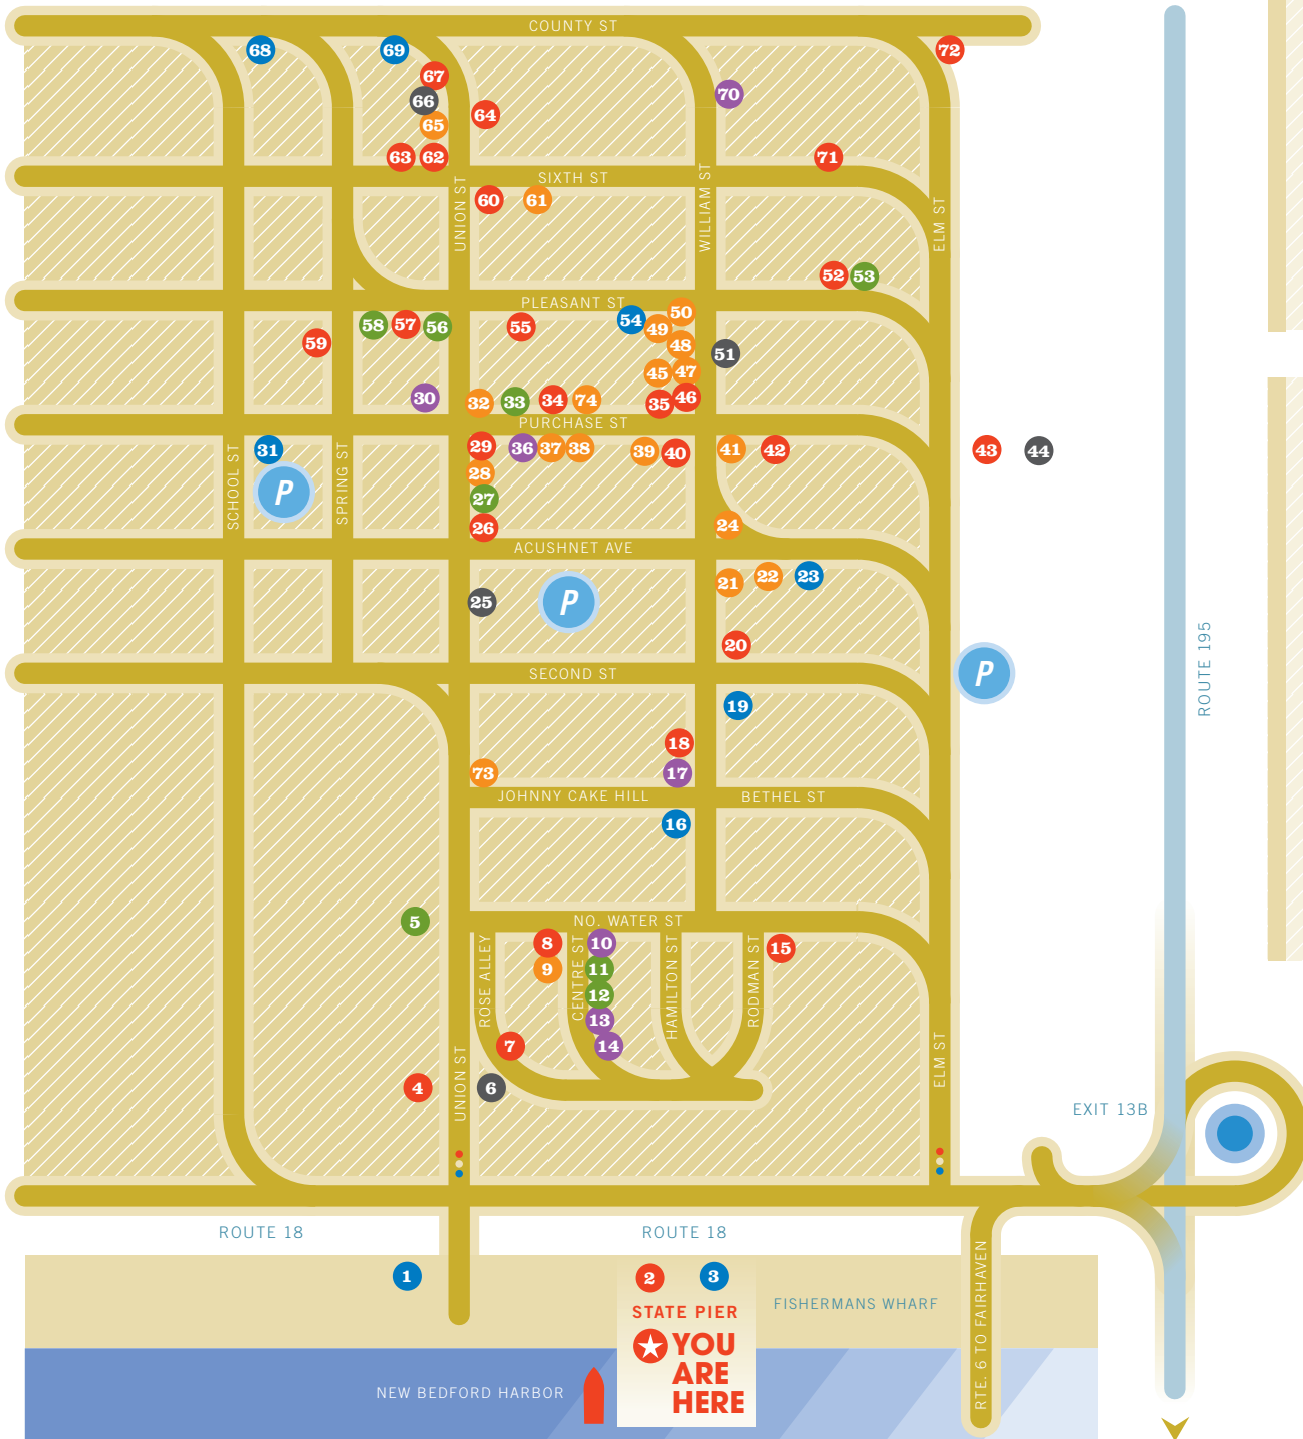 COUNTY ST
68
69
72
67
66
70
64
65
63
62
71
SIXTH ST
UNION ST
WILLIAM ST
ELM ST
60
61
52
53
PLEASANT ST
58
57
56
55
54
50
49
59
48
51
45
47
30
32
33
34
74
35
46
PURCHASE ST
SCHOOL ST
31
SPRING ST
29
36
37
38
39
40
41
42
43
44
28
P
27
26
24
ACUSHNET AVE
25
P
21
22
23
20
SECOND ST
P
ROUTE 195
19
18
73
17
JOHNNY CAKE HILL
BETHEL ST
16
5
NO. WATER ST
ROSE ALLEY
8
CENTRE ST
10
HAMILTON ST
RODMAN ST
15
9
11
12
13
7
14
4
UNION ST
6
ELM ST
EXIT 13B
ROUTE 18
ROUTE 18
1
2
3
STATE PIER
FISHERMANS WHARF
RTE. 6 TO FAIRHAVEN
YOU
ARE
HERE
NEW BEDFORD HARBOR